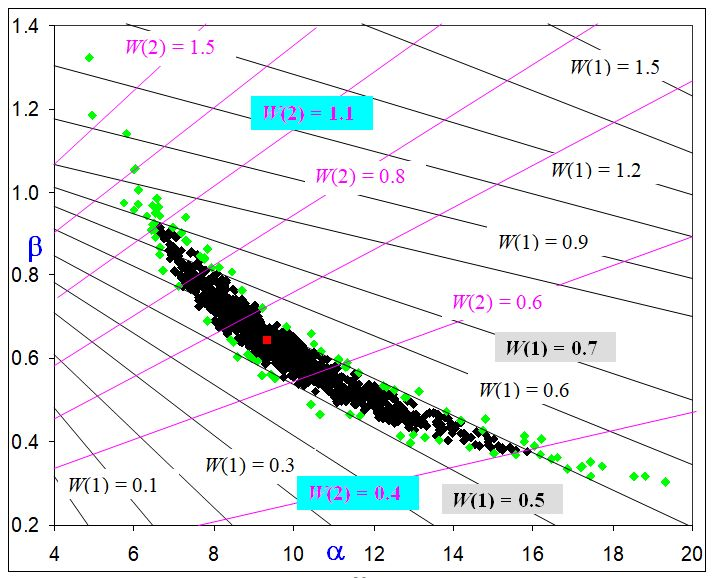 1.4
W(2) = 1.5
W(1) = 1.5
1.2
W(2) = 1.1
W(2) = 0.8
W(1) = 1.2
1.0
β
W(1) = 0.9
0.8
W(2) = 0.6
W(1) = 0.7
0.6
W(1) = 0.6
0.4
W(1) = 0.3
W(1) = 0.1
W(2) = 0.4
W(1) = 0.5
0.2
4 6 8 10 12 14 16 18 20
α